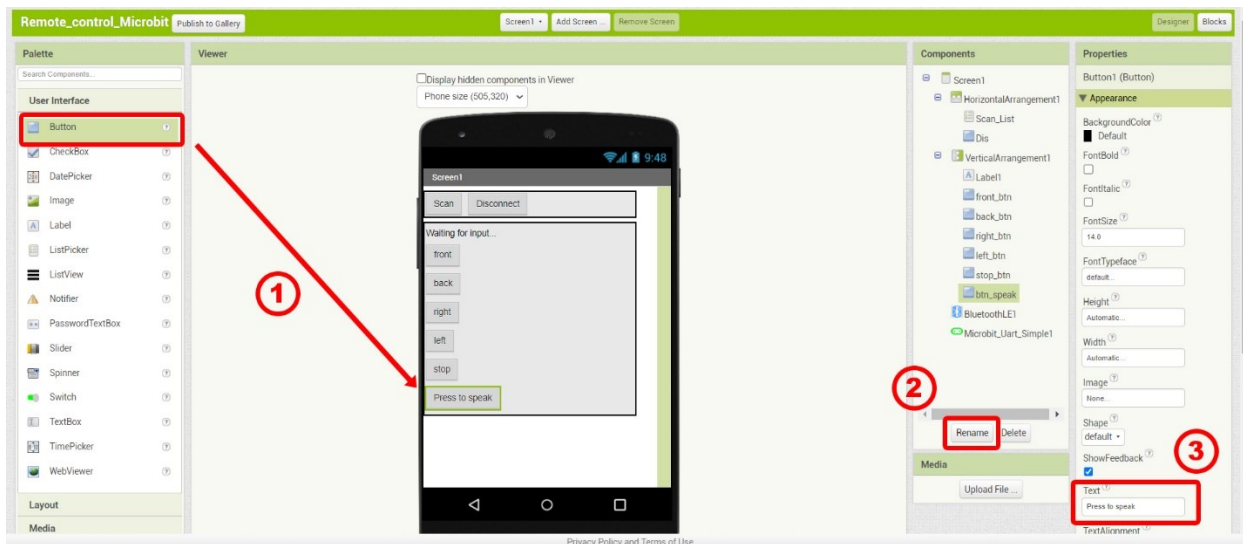 Remote_control_Microbit Publish to Gallery Screen1 Add Screen ... Remove Screen Designer Blocks
Palette
Search Components...
User Interface
Button
CheckBox
DatePicker
Image
Label
ListPicker
ListView
Notifier
PasswordTextBox
Slider
Spinner
Switch
TextBox
TimePicker
WebViewer
Layout
Media
1
Viewer
Display hidden components in Viewer
Phone size (505,320)
9:48
Screen1
Scan Disconnect
Waiting for input...
front
back
right
left
stop
Press to speak
Components
Screen1
HorizontalArrangement1
Scan_List
Dis
VerticalArrangement1
Label1
front_btn
back_btn
right_btn
left_btn
stop_btn
btn_speak
BluetoothLE1
Microbit_Uart_Simple1
2
Rename Delete
Media
Upload File ...
Properties
Button1 (Button)
Appearance
BackgroundColor
Default
FontBold
FontItalic
FontSize
14.0
FontTypeface
default...
Height
Automatic...
Width
Automatic...
Image
None...
Shape
default
ShowFeedback
3
Text
Press to speak
TextAlignment
Privacy Policy and Terms of Use